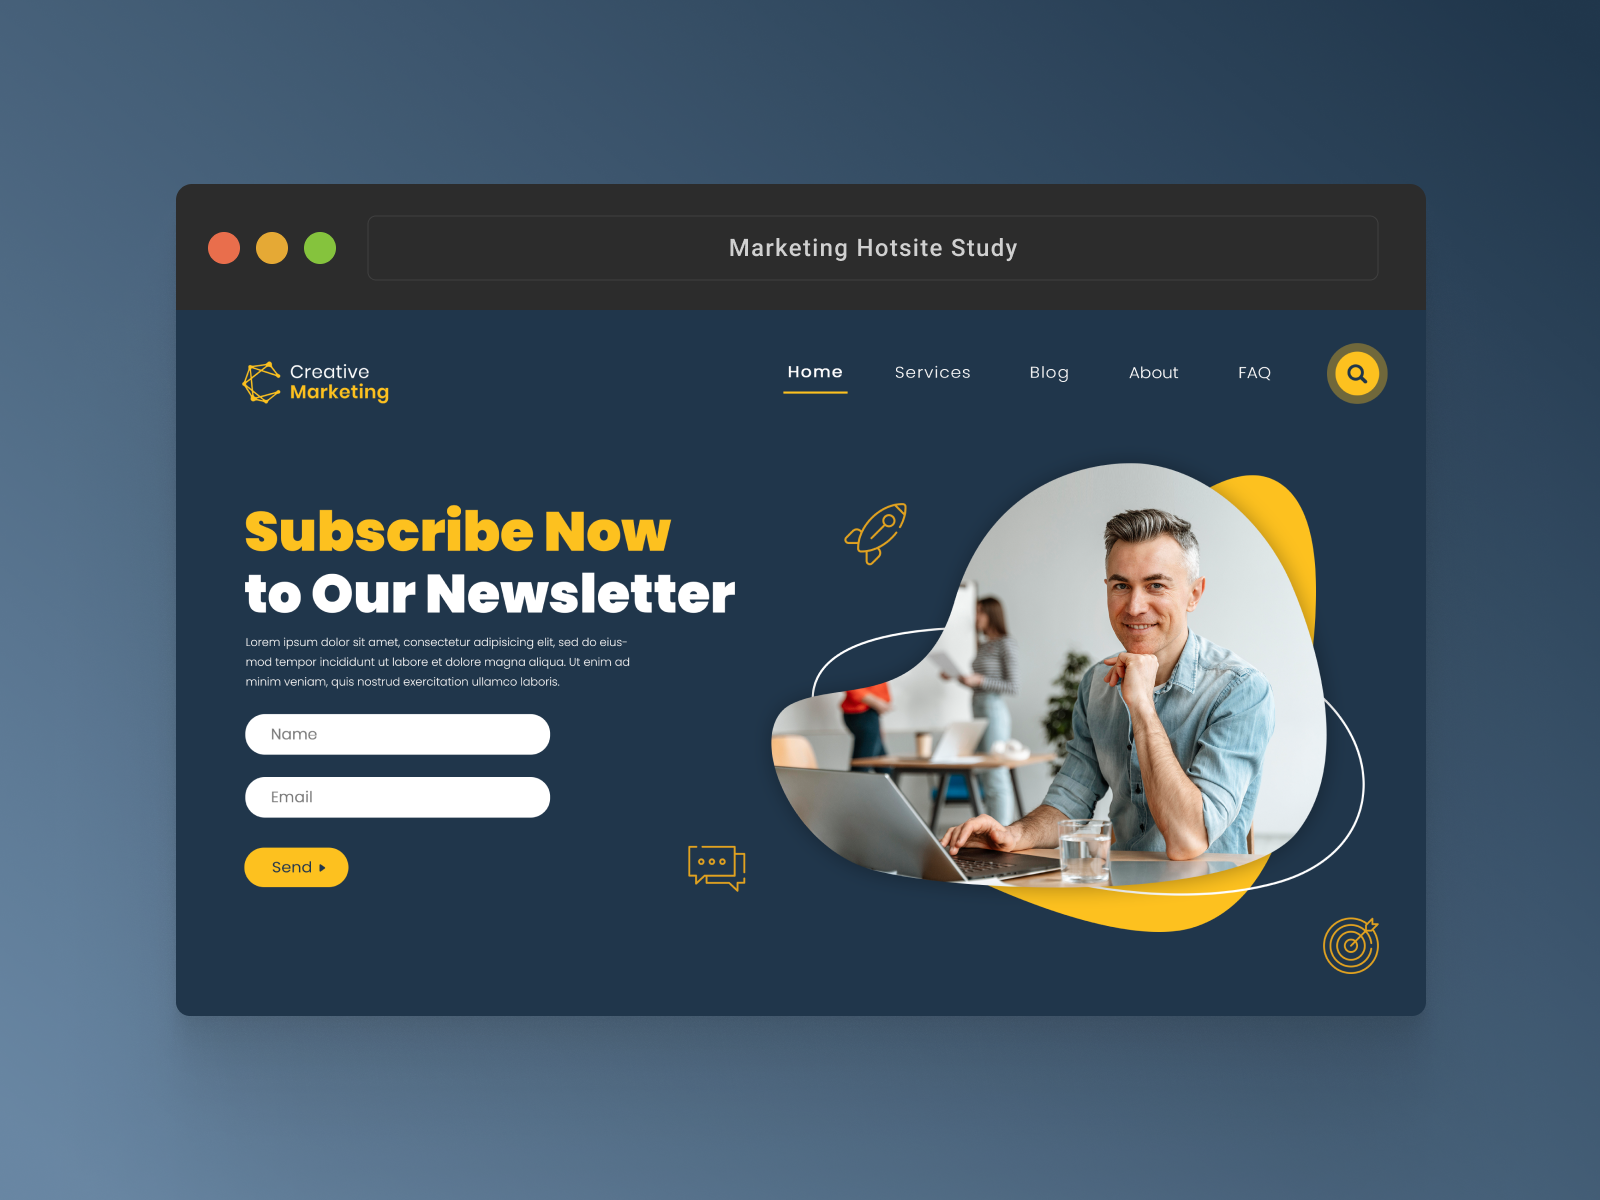 Marketing Hotsite Study
Creative
Marketing
Home Services Blog About FAQ
Subscribe Now
to Our Newsletter
Lorem ipsum dolor sit amet, consectetur adipisicing elit, sed do eius-
mod tempor incididunt ut labore et dolore magna aliqua. Ut enim ad
minim veniam, quis nostrud exercitation ullamco laboris.
Name
Email
Send